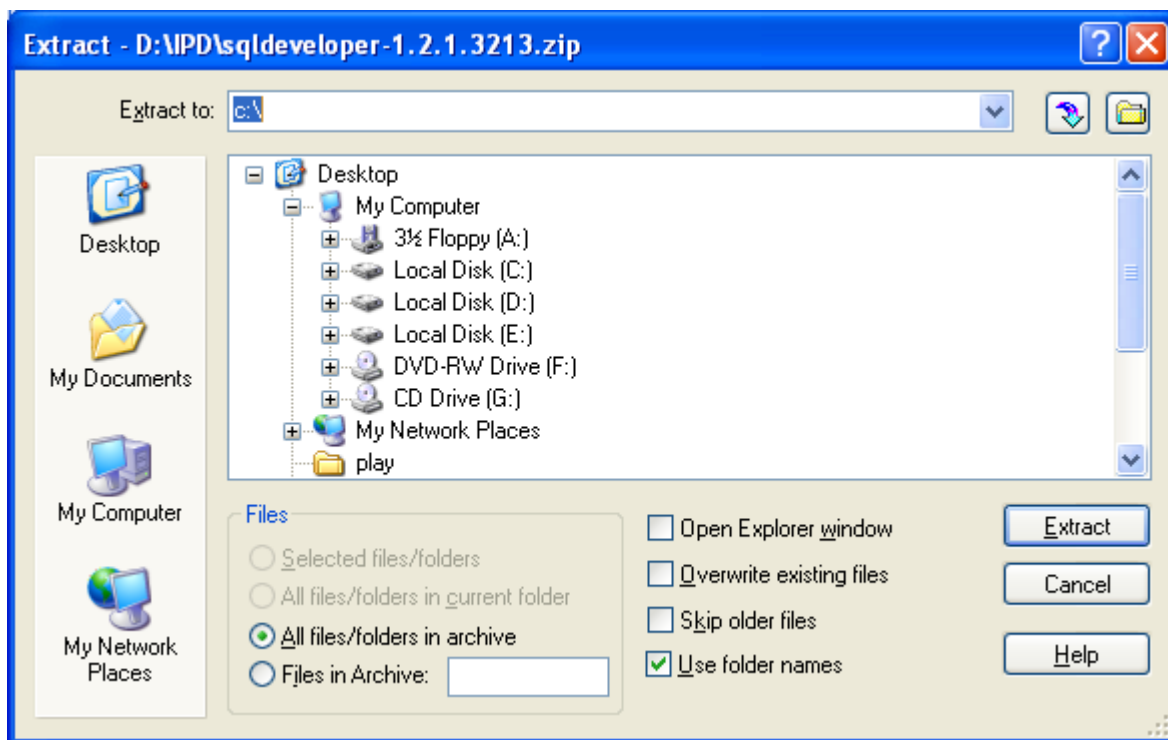 Extract - D:\IPD\sqldeveloper-1.2.1.3213.zip
Extract to: c:\
Desktop
My Documents
My Computer
My Network
Places
Desktop
My Computer
3½ Floppy (A:)
Local Disk (C:)
Local Disk (D:)
Local Disk (E:)
DVD-RW Drive (F:)
CD Drive (G:)
My Network Places
play
Files
Selected files/folders
All files/folders in current folder
All files/folders in archive
Files in Archive:
Open Explorer window
Overwrite existing files
Skip older files
Use folder names
Extract
Cancel
Help